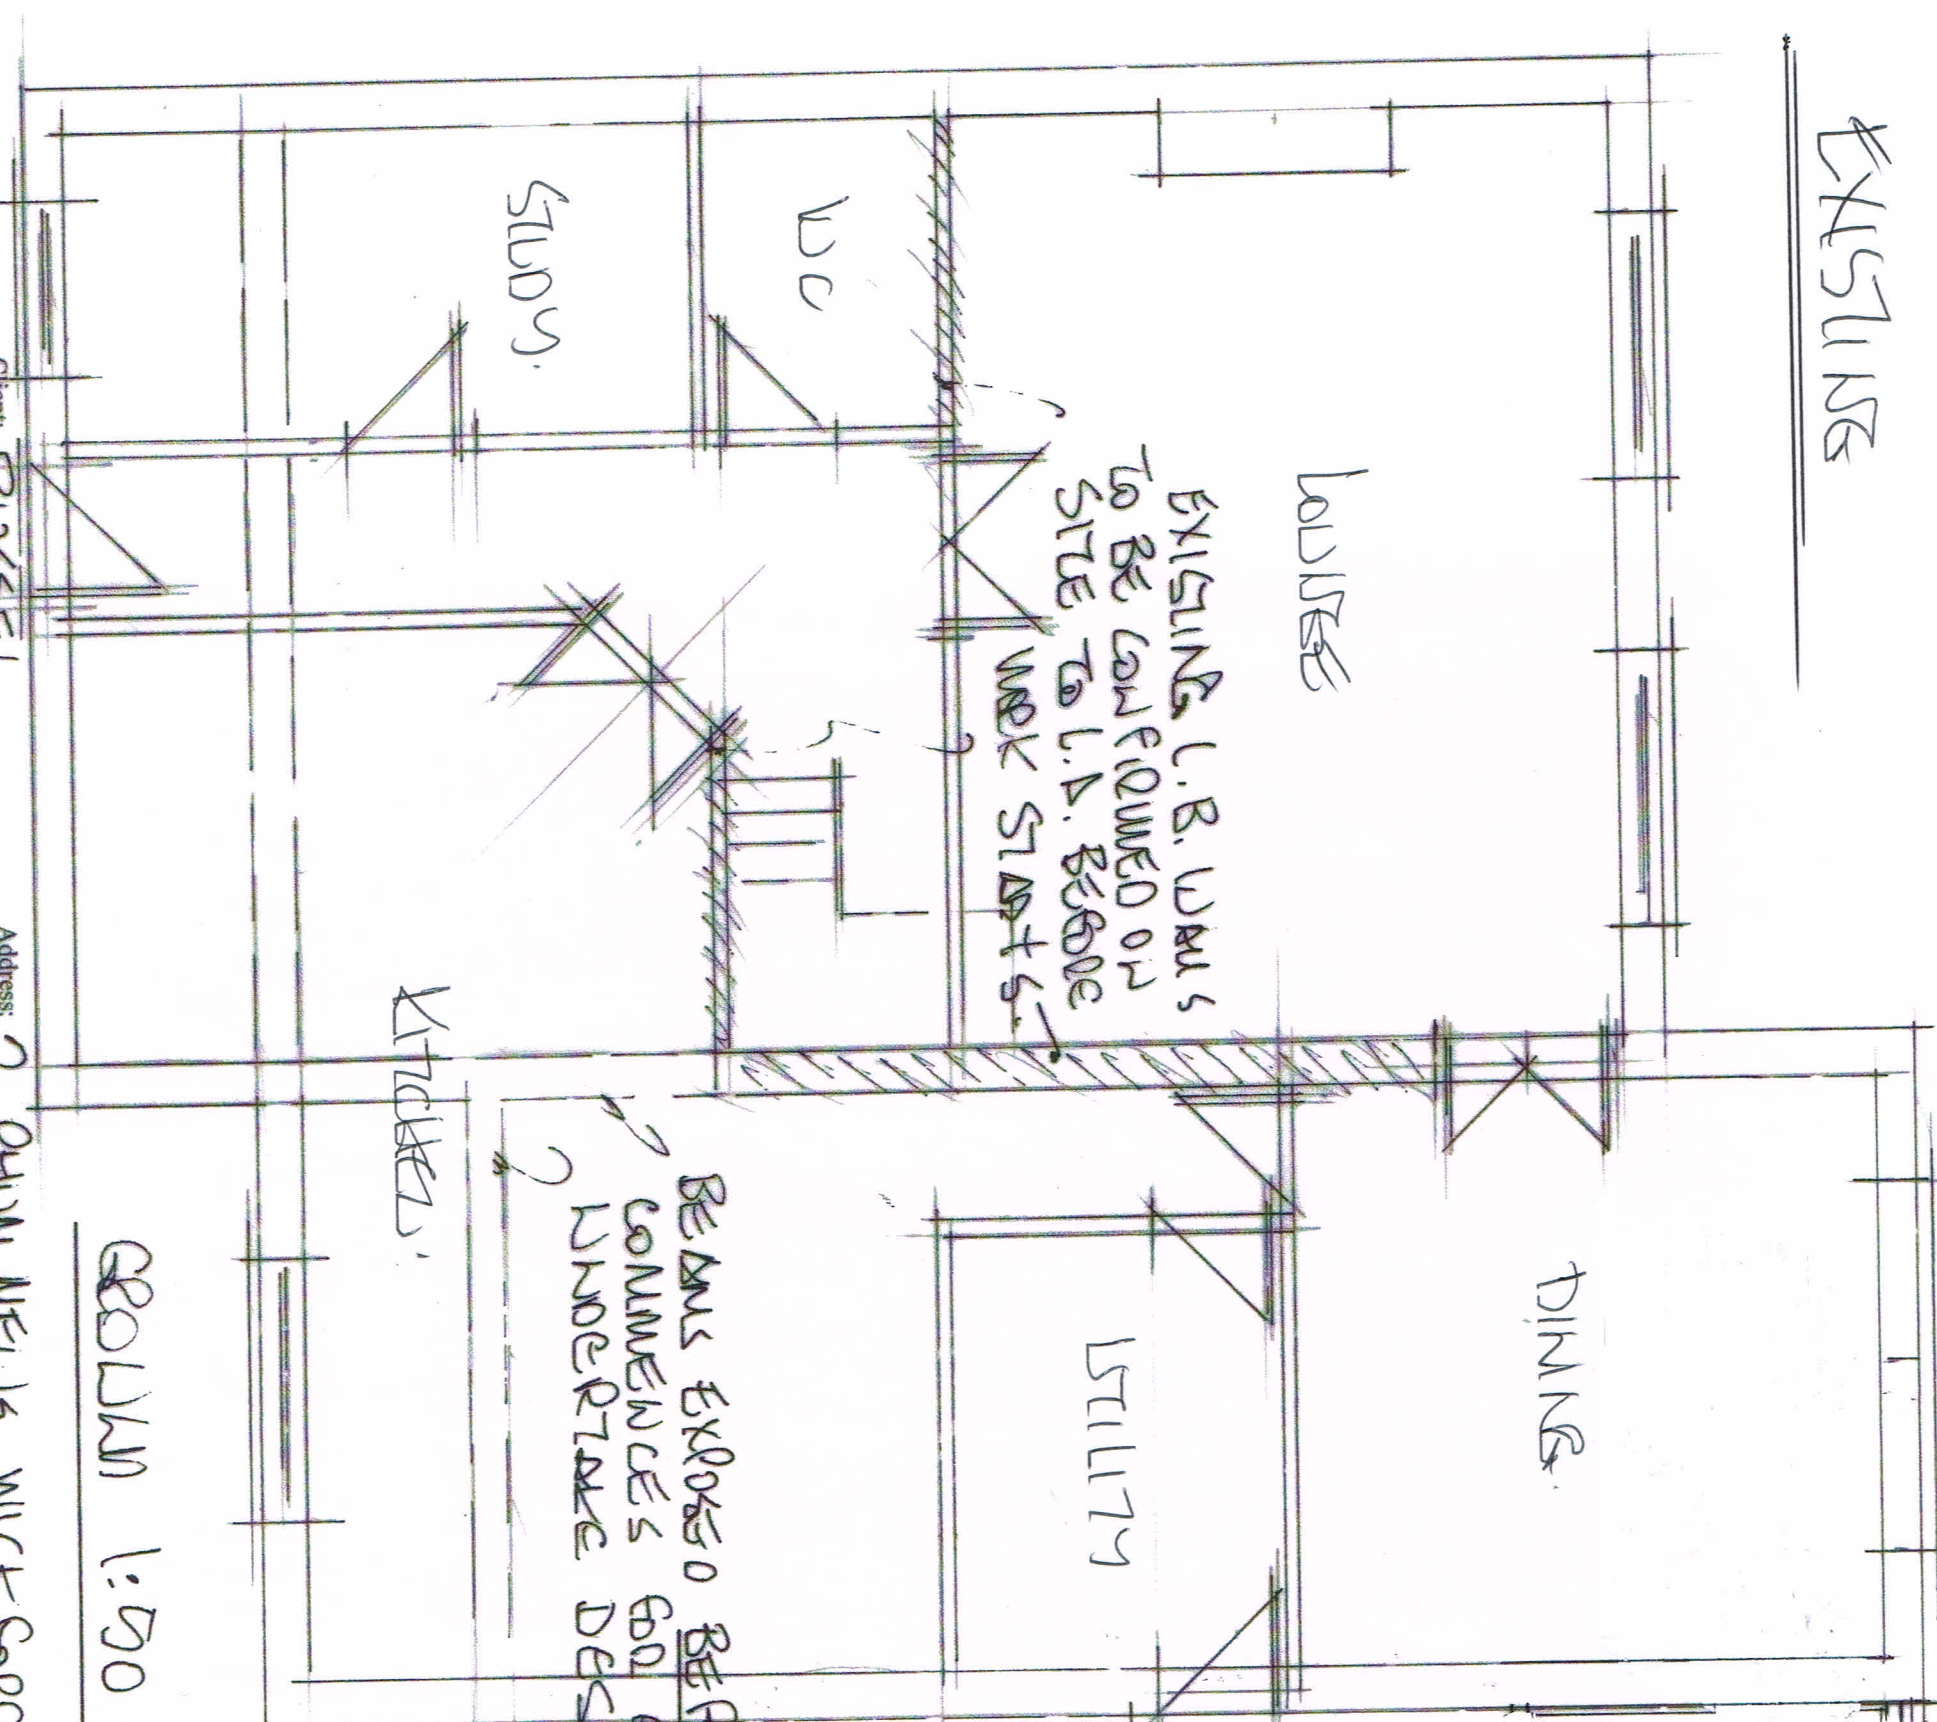 EXISTING
LOUNGE
EXISTING L.B. WALLS
TO BE CONFIRMED ON
SITE TO L.A. BEFORE
WORK STARTS.
WC
STUDY.
DINING.
UTILITY
BEAMS EXPOSED BEF
COMMENCES FOR
UNDERTAKE DES
KITCHEN.
GROUND 1:50
Address: